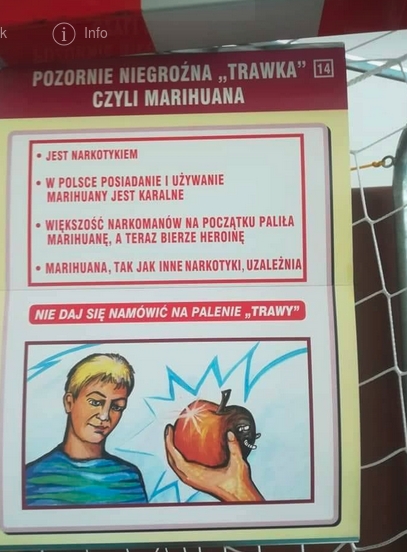 k
Info
POZORNIE NIEGROŹNA „TRAWKA” 14
CZYLI MARIHUANA
• JEST NARKOTYKIEM
• W POLSCE POSIADANIE I UŻYWANIE
MARIHUANY JEST KARALNE
• WIĘKSZOŚĆ NARKOMANÓW NA POCZĄTKU PALIŁA
MARIHUANĘ, A TERAZ BIERZE HEROINĘ
• MARIHUANA, TAK JAK INNE NARKOTYKI, UZALEŻNIA
NIE DAJ SIĘ NAMÓWIĆ NA PALENIE „TRAWY”